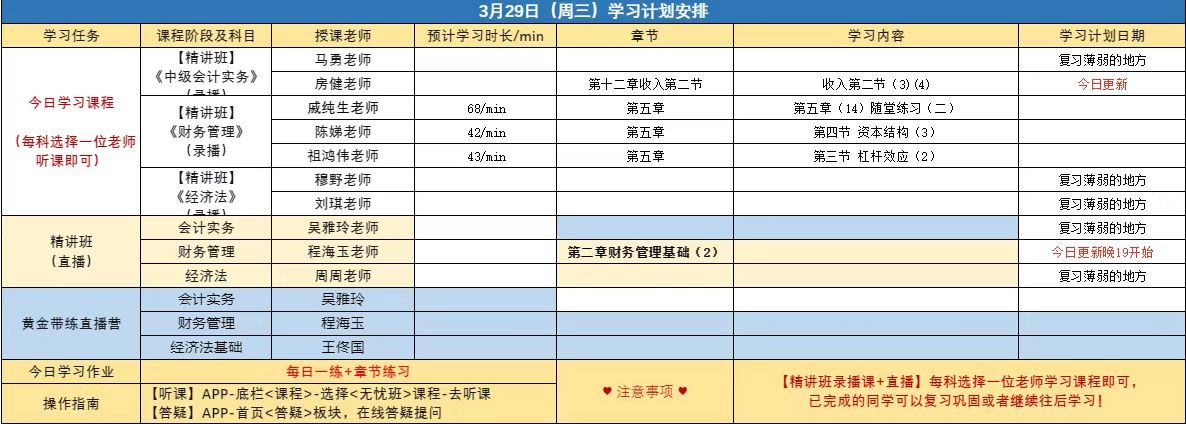 3月29日（周三）学习计划安排
学习任务 课程阶段及科目 授课老师 预计学习时长/min 章节 学习内容 学习计划日期
今日学习课程
（每科选择一位老师
听课即可）
【精讲班】
《中级会计实务》
马勇老师 复习薄弱的地方
房健老师 第十二章收入第二节 收入第二节（3)(4） 今日更新
【精讲班】
《财务管理》
（录播）
戚纯生老师 68/min 第五章 第五章（14）随堂练习（二）
陈娣老师 42/min 第五章 第四节 资本结构（3）
祖鸿伟老师 43/min 第五章 第三节 杠杆效应（2）
【精讲班】
《经济法》
穆野老师 复习薄弱的地方
刘琪老师 复习薄弱的地方
精讲班
（直播）
会计实务 吴雅玲老师 复习薄弱的地方
财务管理 程海玉老师 第二章财务管理基础（2） 今日更新晚19开始
经济法 周周老师 复习薄弱的地方
黄金带练直播营
会计实务 吴雅玲
财务管理 程海玉
经济法基础 王佟国
今日学习作业 每日一练+章节练习
操作指南
【听课】APP-底栏<课程>-选择<无忧班>课程-去听课
【答疑】APP-首页<答疑>板块，在线答疑提问
♥ 注意事项 ♥
【精讲班录播课+直播】每科选择一位老师学习课程即可，
已完成的同学可以复习巩固或者继续往后学习！